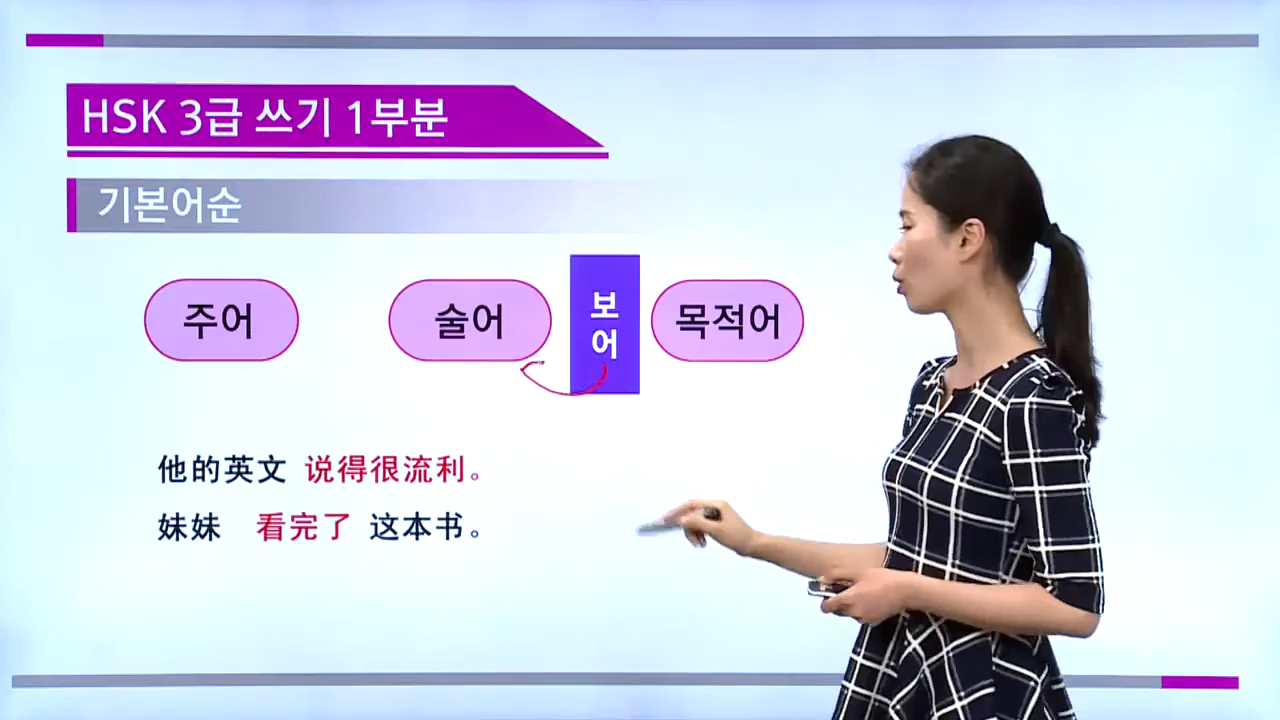 HSK 3급 쓰기 1부분
기본어순
주어 술어 보어 목적어
他的英文 说得很流利。
妹妹 看完了 这本书。